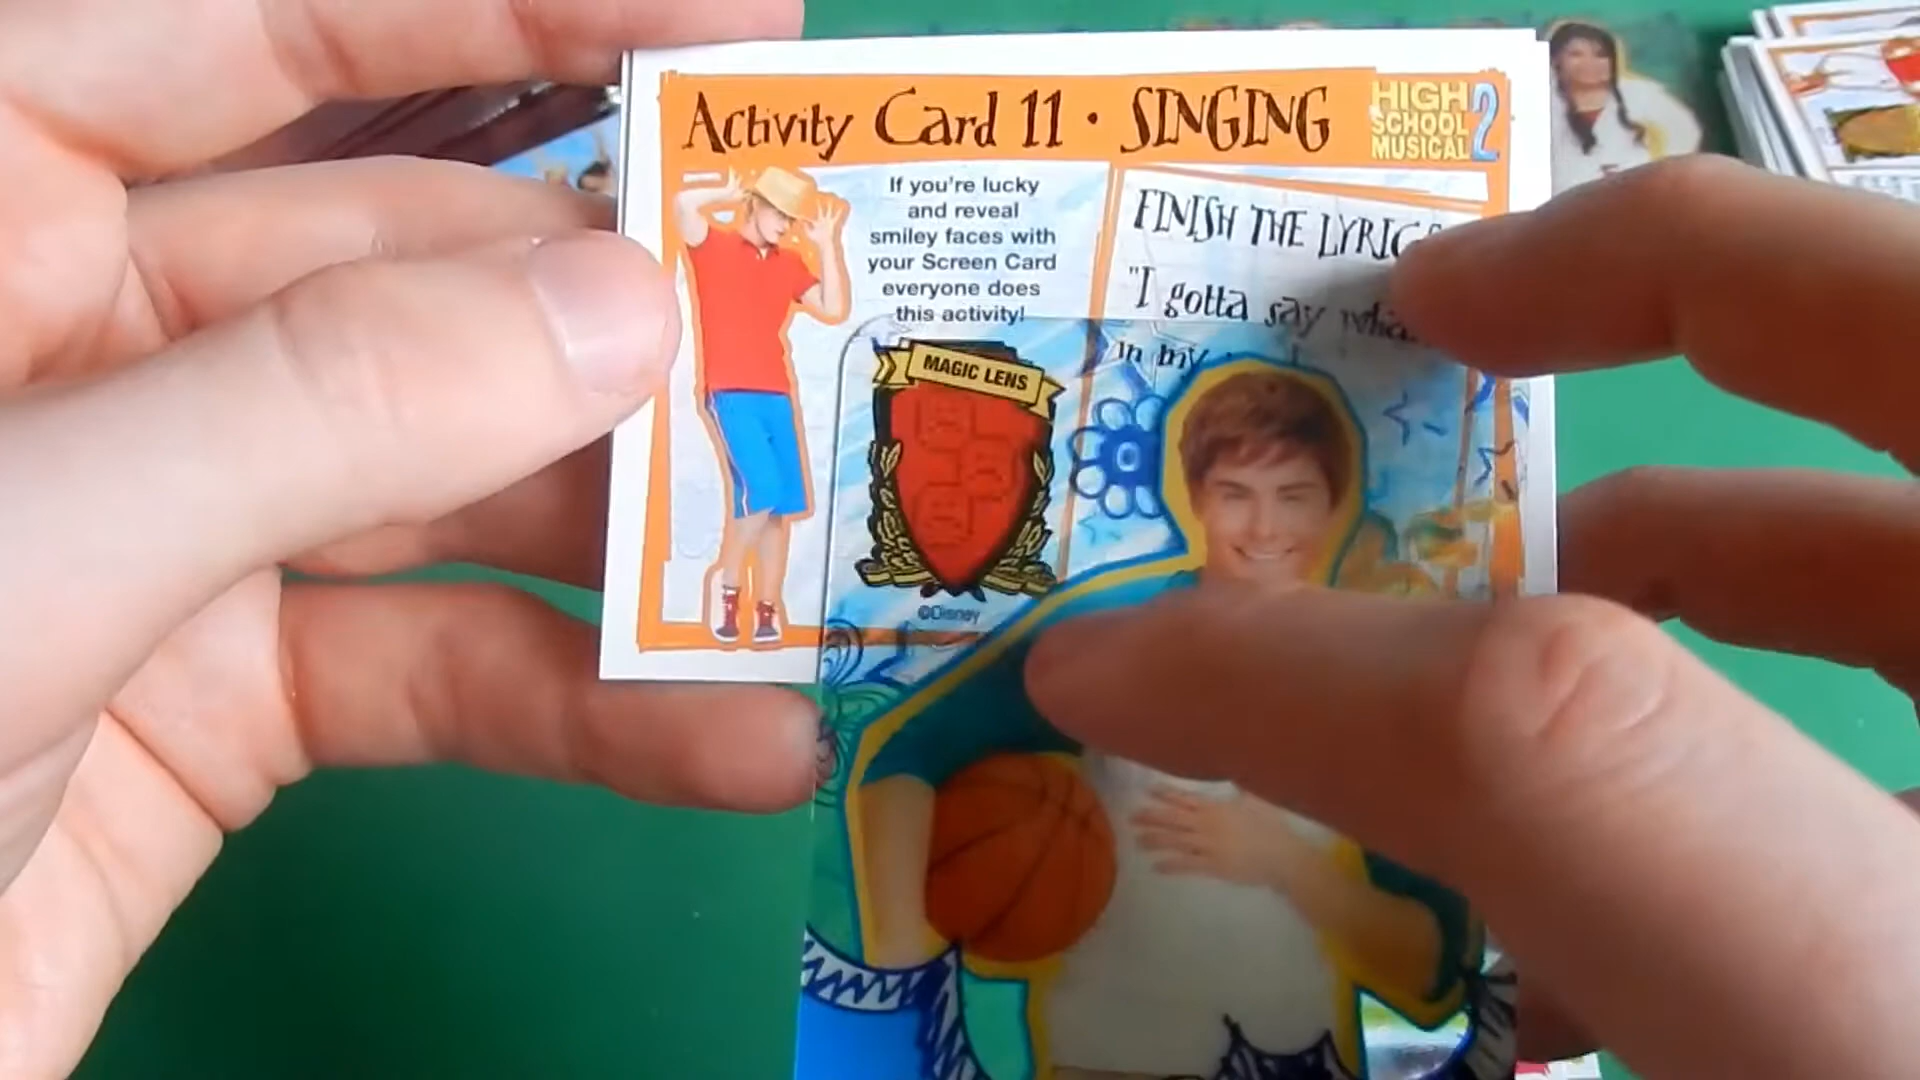 Activity Card 11 • SINGING
HIGH
SCHOOL
MUSICAL 2
If you're lucky
and reveal
smiley faces with
your Screen Card
everyone does
this activity!
FINISH THE LYRICS
"I gotta say what
in my
MAGIC LENS
©Disney